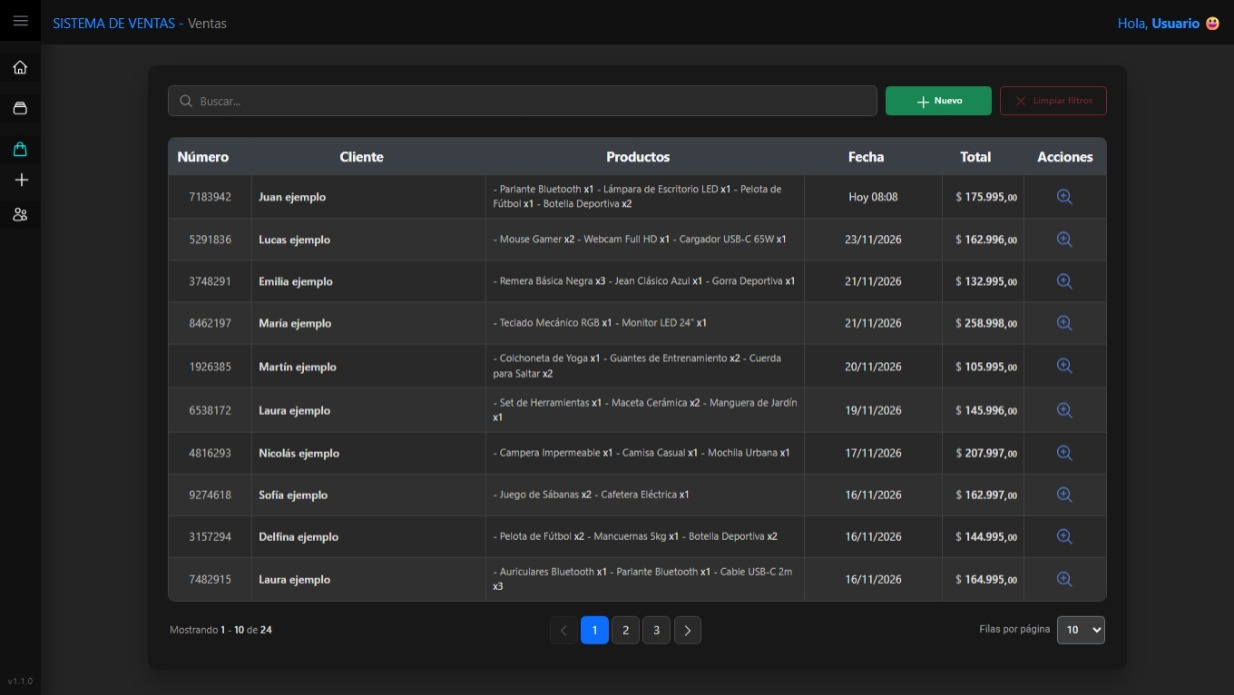 SISTEMA DE VENTAS - Ventas
Hola, Usuario 😃
Buscar...
Nuevo
Limpiar filtros
Número Cliente Productos Fecha Total Acciones
7183942 Juan ejemplo - Parlante Bluetooth x1 - Lámpara de Escritorio LED x1 - Pelota de
Fútbol x1 - Botella Deportiva x2 Hoy 08:08 $ 175.995,00
5291836 Lucas ejemplo - Mouse Gamer x2 - Webcam Full HD x1 - Cargador USB-C 65W x1 23/11/2026 $ 162.996,00
3748291 Emilia ejemplo - Remera Básica Negra x3 - Jean Clásico Azul x1 - Gorra Deportiva x1 21/11/2026 $ 132.995,00
8462197 María ejemplo - Teclado Mecánico RGB x1 - Monitor LED 24" x1 21/11/2026 $ 258.998,00
1926385 Martín ejemplo - Colchoneta de Yoga x1 - Guantes de Entrenamiento x2 - Cuerda
para Saltar x2 20/11/2026 $ 105.995,00
6538172 Laura ejemplo - Set de Herramientas x1 - Maceta Cerámica x2 - Manguera de Jardín
x1 19/11/2026 $ 145.996,00
4816293 Nicolás ejemplo - Campera Impermeable x1 - Camisa Casual x1 - Mochila Urbana x1 17/11/2026 $ 207.997,00
9274618 Sofía ejemplo - Juego de Sábanas x2 - Cafetera Eléctrica x1 16/11/2026 $ 162.997,00
3157294 Delfina ejemplo - Pelota de Fútbol x2 - Mancuernas 5kg x1 - Botella Deportiva x2 16/11/2026 $ 144.995,00
7482915 Laura ejemplo - Auriculares Bluetooth x1 - Parlante Bluetooth x1 - Cable USB-C 2m
x3 16/11/2026 $ 164.995,00
Mostrando 1 - 10 de 24
1 2 3
Filas por página 10
v1.1.0